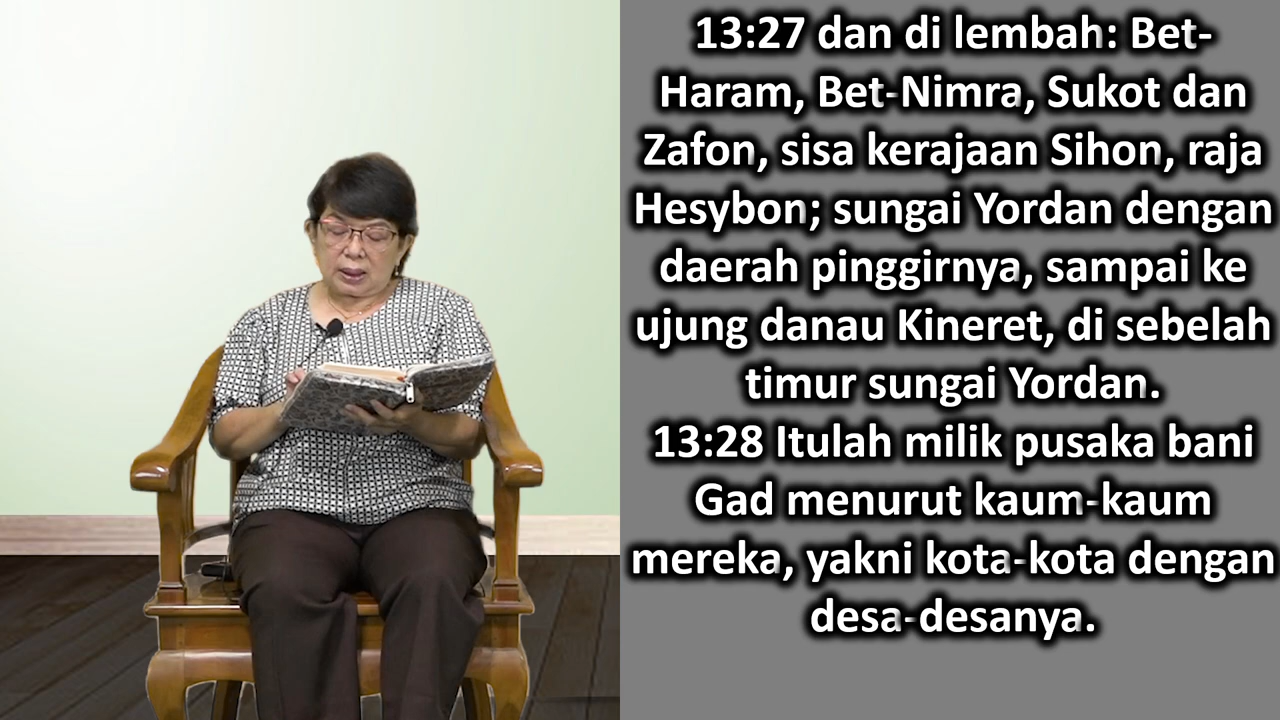 13:27 dan di lembah: Bet-
Haram, Bet-Nimra, Sukot dan
Zafon, sisa kerajaan Sihon, raja
Hesybon; sungai Yordan dengan
daerah pinggirnya, sampai ke
ujung danau Kineret, di sebelah
timur sungai Yordan.
13:28 Itulah milik pusaka bani
Gad menurut kaum-kaum
mereka, yakni kota-kota dengan
desa-desanya.